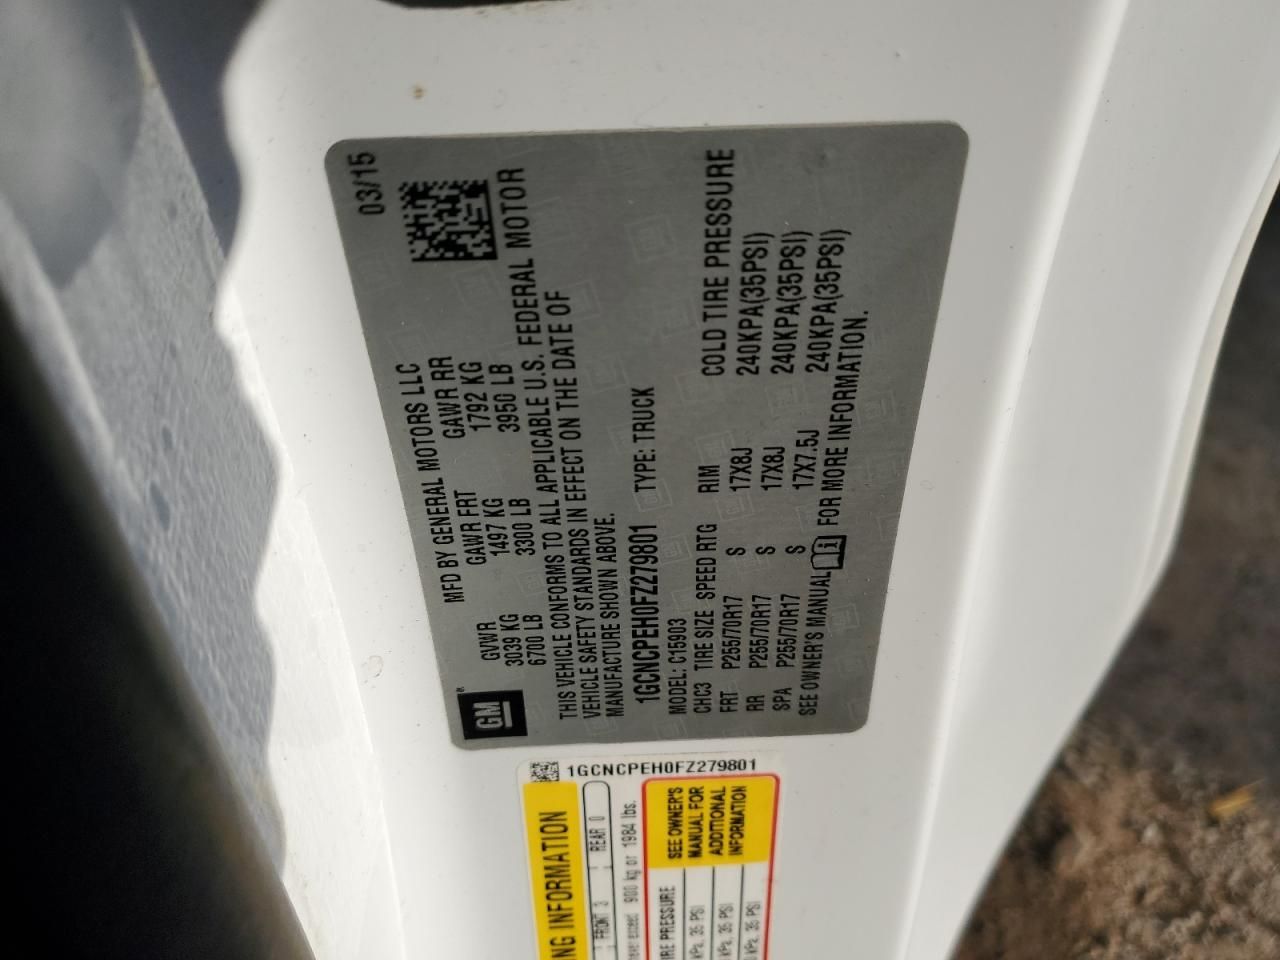 03/15
MFD BY GENERAL MOTORS LLC
GVWR GAWR FRT GAWR RR
3039 KG 1497 KG 1792 KG
6700 LB 3300 LB 3950 LB
GM®
THIS VEHICLE CONFORMS TO ALL APPLICABLE U.S. FEDERAL MOTOR
VEHICLE SAFETY STANDARDS IN EFFECT ON THE DATE OF
MANUFACTURE SHOWN ABOVE.
1GCNCPEH0FZ279801 TYPE: TRUCK
MODEL: C15903
CHC3 TIRE SIZE SPEED RTG RIM COLD TIRE PRESSURE
FRT P255/70R17 S 17X8J 240KPA(35PSI)
RR P255/70R17 S 17X8J 240KPA(35PSI)
SPA P255/70R17 S 17X7.5J 240KPA(35PSI)
SEE OWNER'S MANUAL FOR MORE INFORMATION.
1GCNCPEH0FZ279801
NG INFORMATION
FRONT 3 REAR 0
exceed 900 kg or 1984 lbs.
IRE PRESSURE
kPa, 35 PSI
kPa, 35 PSI
kPa, 35 PSI
SEE OWNER'S
MANUAL FOR
ADDITIONAL
INFORMATION